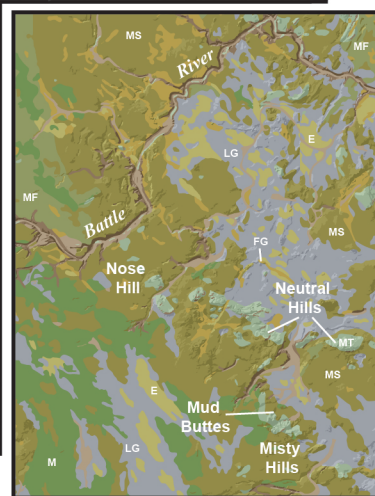 MS
MF
River
LG
E
MF
Battle
MS
FG
Nose
Hill
Neutral
Hills
MT
MS
E
Mud
Buttes
LG
Misty
Hills
M